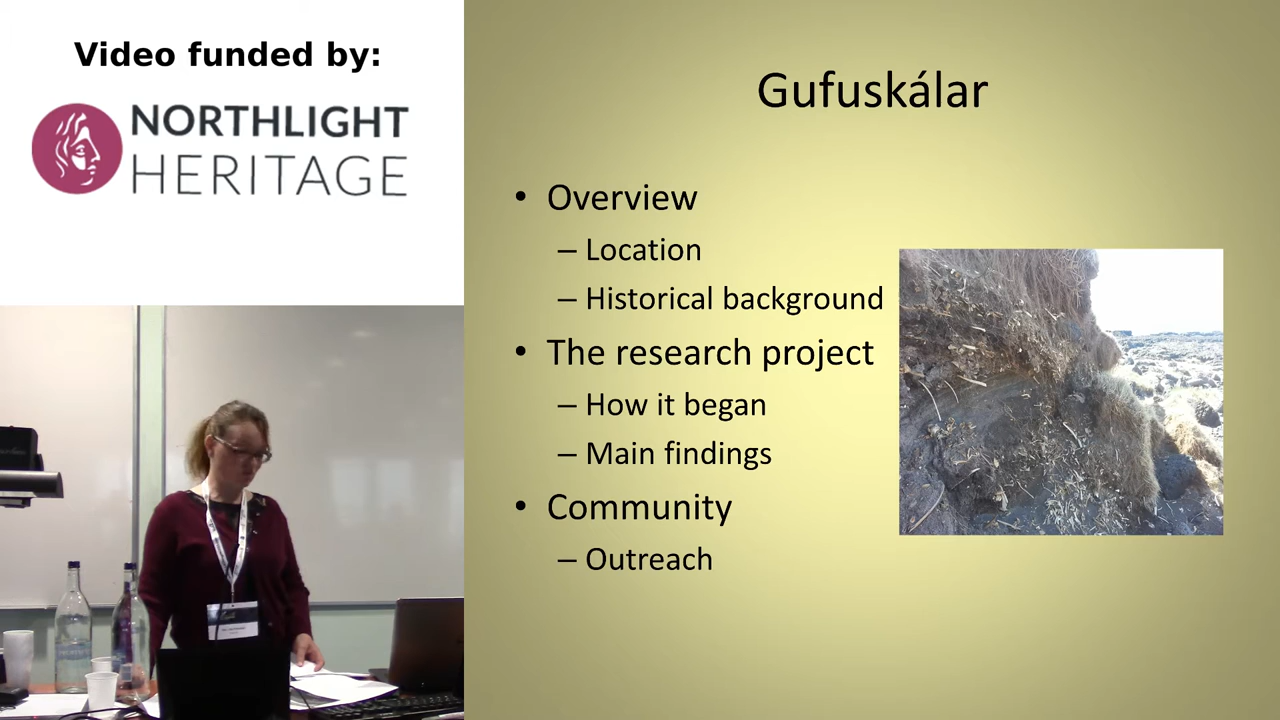 Video funded by:
NORTHLIGHT
HERITAGE
Gufuskálar
• Overview
– Location
– Historical background
• The research project
– How it began
– Main findings
• Community
– Outreach